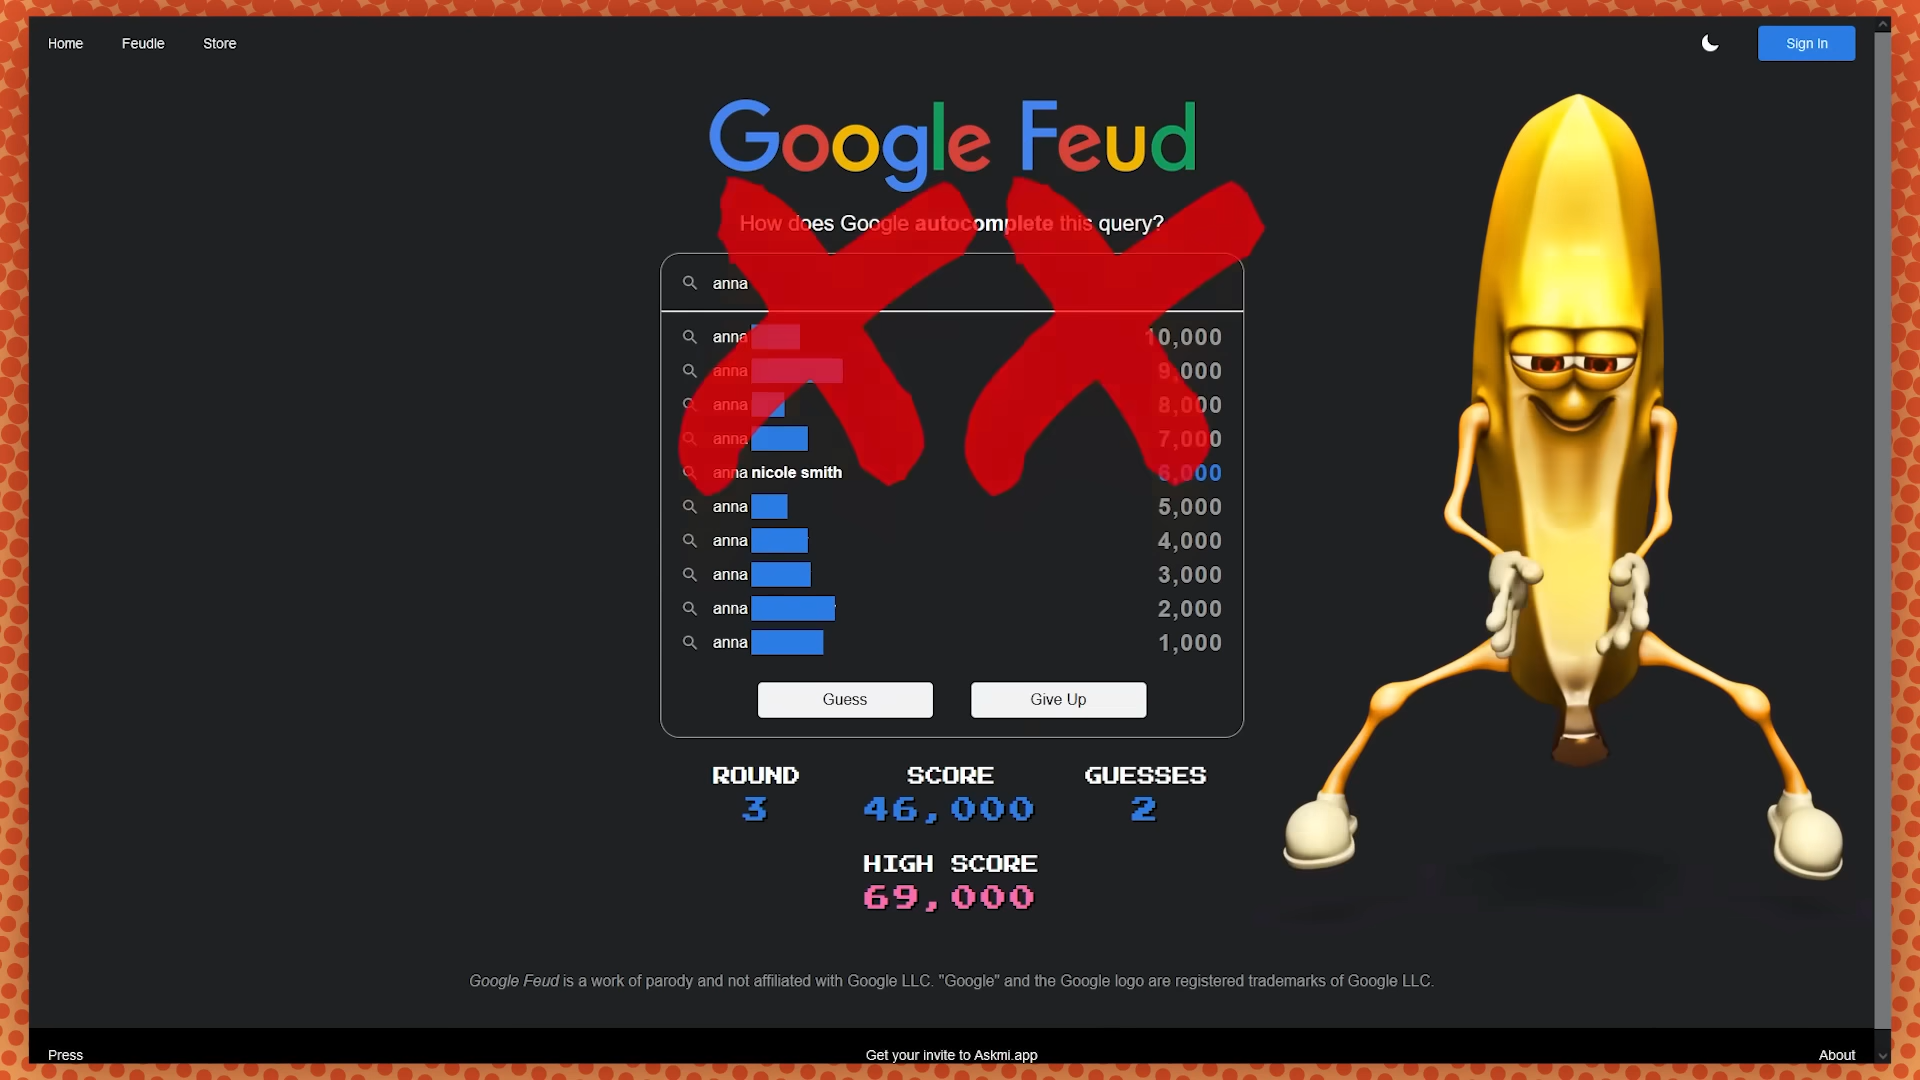 Home Feudle Store Sign In
Google Feud
How does Google autocomplete this query?
anna
anna 10,000
anna 9,000
anna 8,000
anna 7,000
anna nicole smith 6,000
anna 5,000
anna 4,000
anna 3,000
anna 2,000
anna 1,000
Guess Give Up
ROUND SCORE GUESSES
3 46,000 2
HIGH SCORE
69,000
Google Feud is a work of parody and not affiliated with Google LLC. "Google" and the Google logo are registered trademarks of Google LLC.
Press Get your invite to Askmi.app About